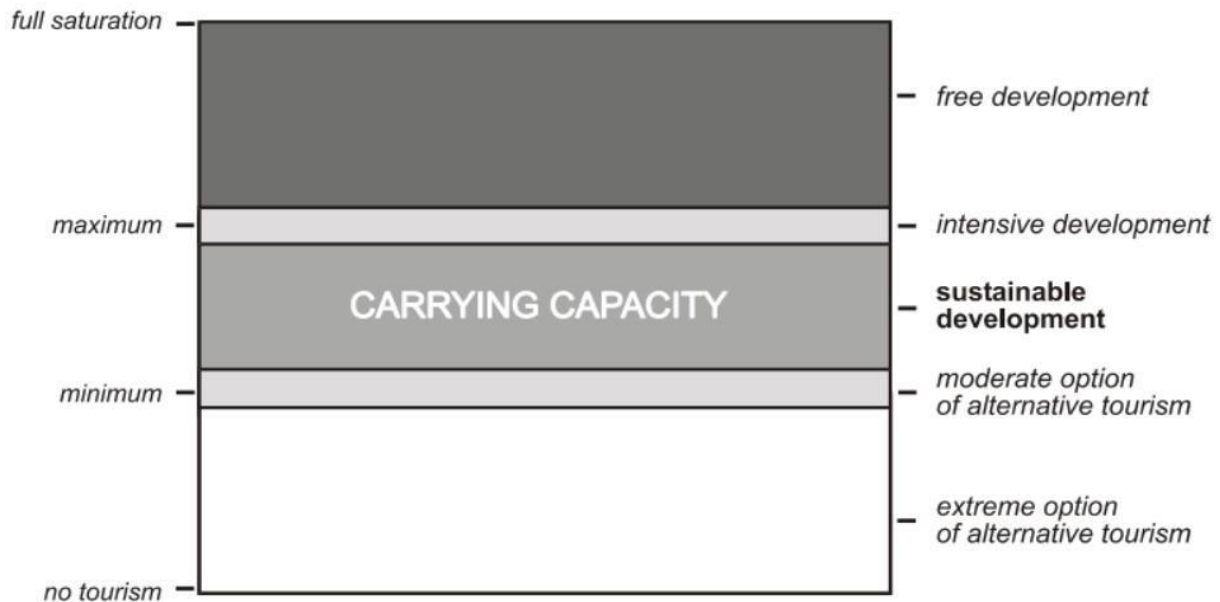 full saturation
free development
maximum
intensive development
CARRYING CAPACITY
sustainable
development
minimum
moderate option
of alternative tourism
extreme option
of alternative tourism
no tourism